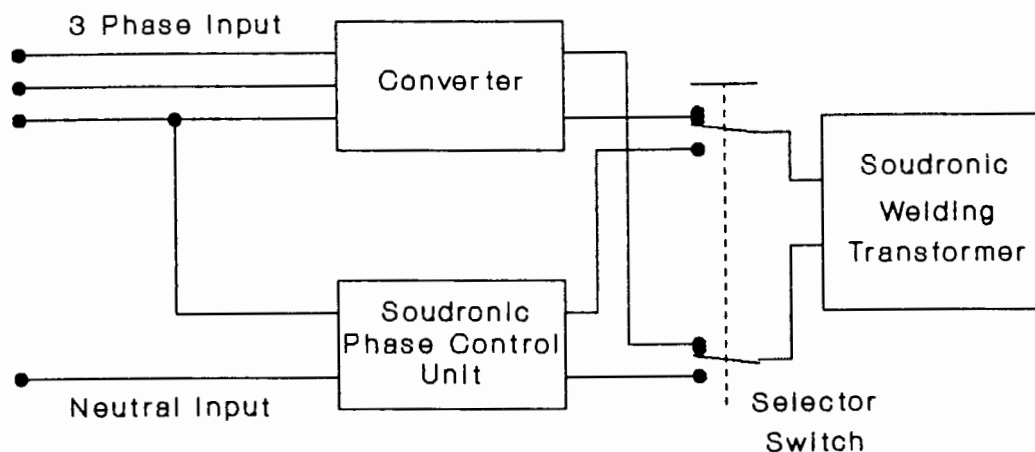 3 Phase Input
Converter
Soudronic
Welding
Transformer
Soudronic
Phase Control
Unit
Neutral Input
Selector
Switch